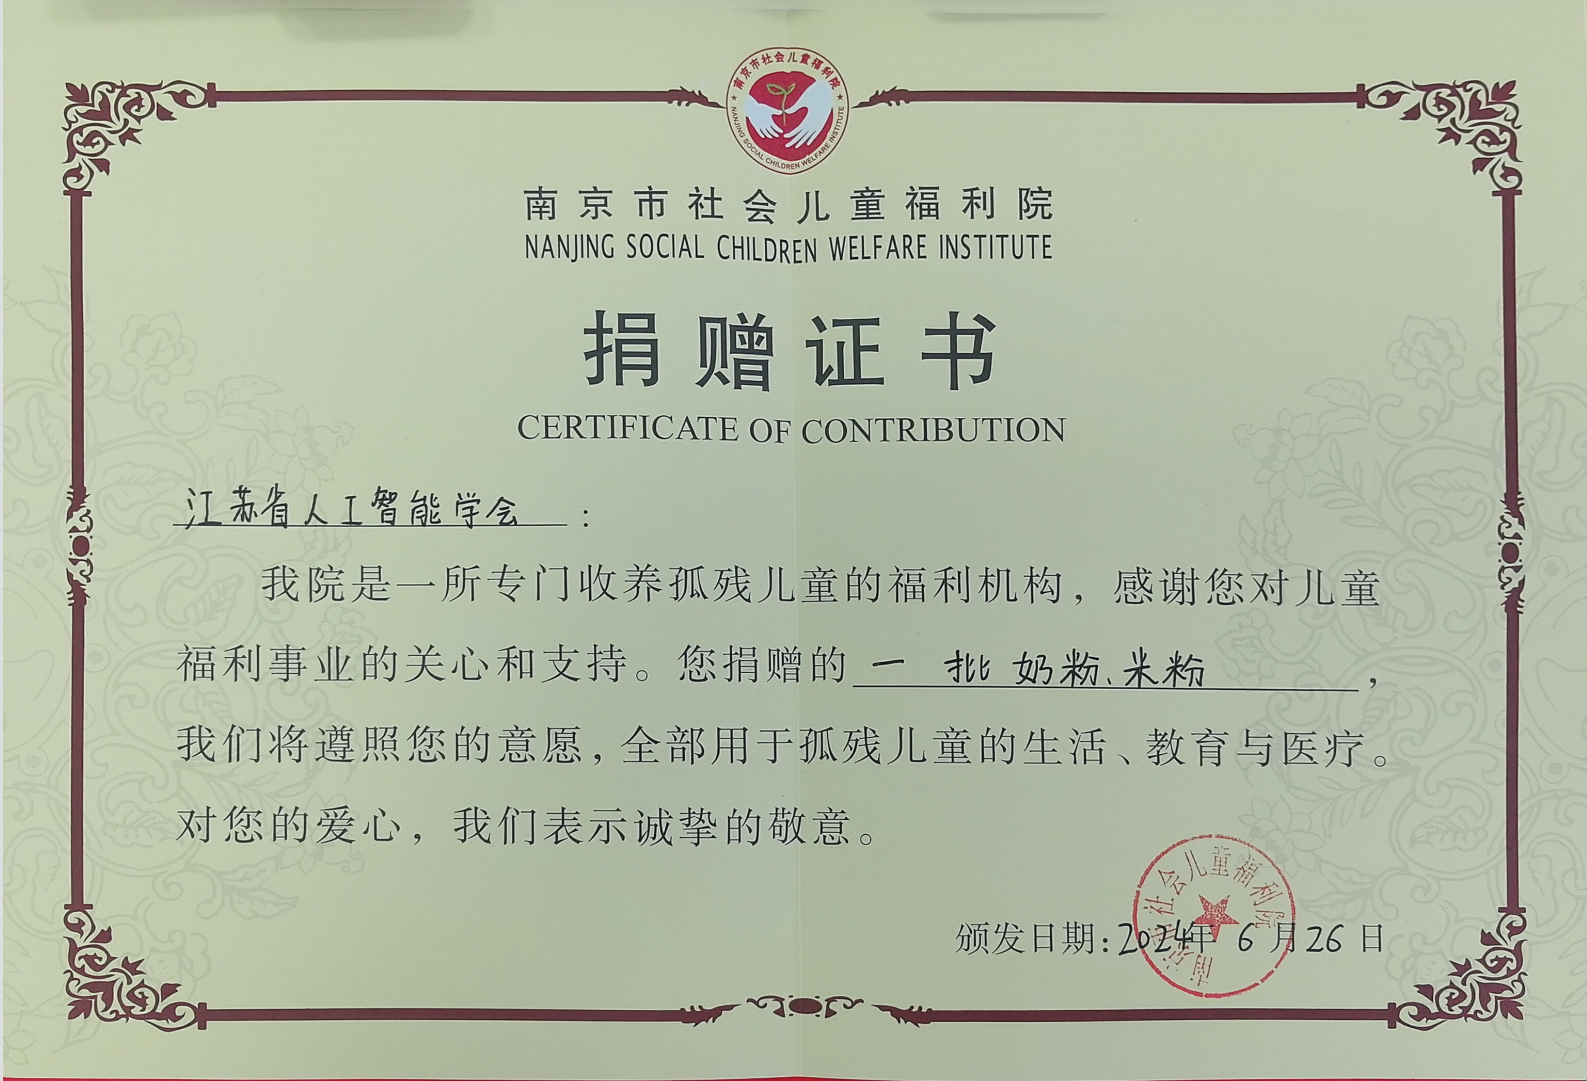 南京市社会儿童福利院
NANJING SOCIAL CHILDREN WELFARE INSTITUTE
南京市社会儿童福利院
NANJING SOCIAL CHILDREN WELFARE INSTITUTE
捐赠证书
CERTIFICATE OF CONTRIBUTION
江苏省人工智能学会：
我院是一所专门收养孤残儿童的福利机构，感谢您对儿童
福利事业的关心和支持。您捐赠的一批奶粉、米粉，
我们将遵照您的意愿，全部用于孤残儿童的生活、教育与医疗。
对您的爱心，我们表示诚挚的敬意。
南京市社会儿童福利院
颁发日期：2024年6月26日